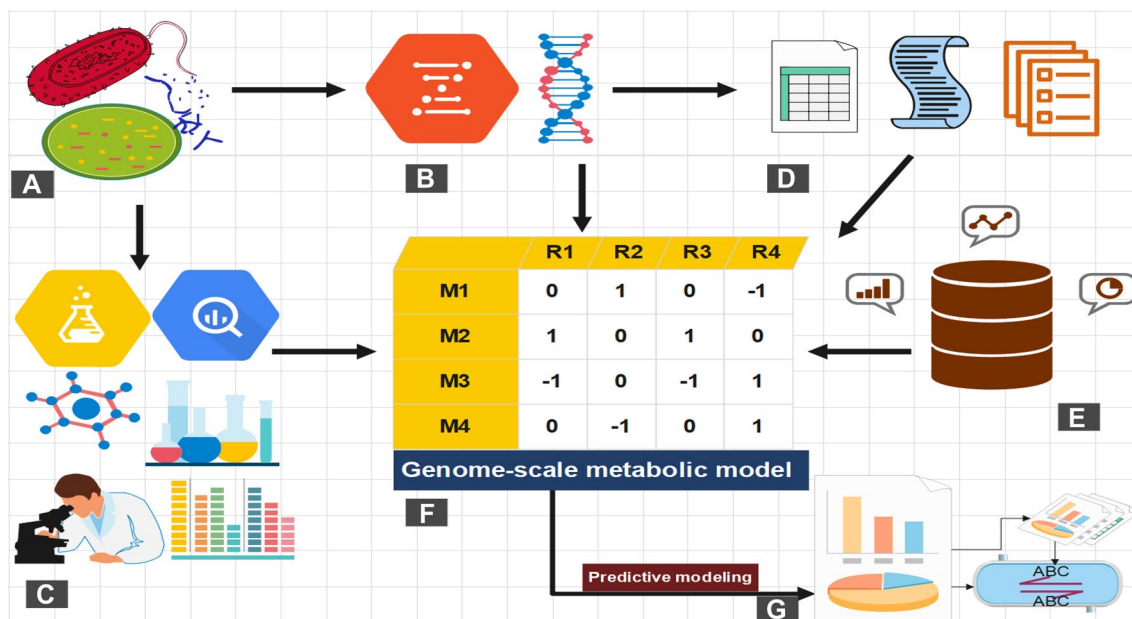 A
B
D
R1 R2 R3 R4
M1 0 1 0 -1
M2 1 0 1 0
M3 -1 0 -1 1
M4 0 -1 0 1
E
Genome-scale metabolic model
F
C
Predictive modeling
G
ABC
ABC